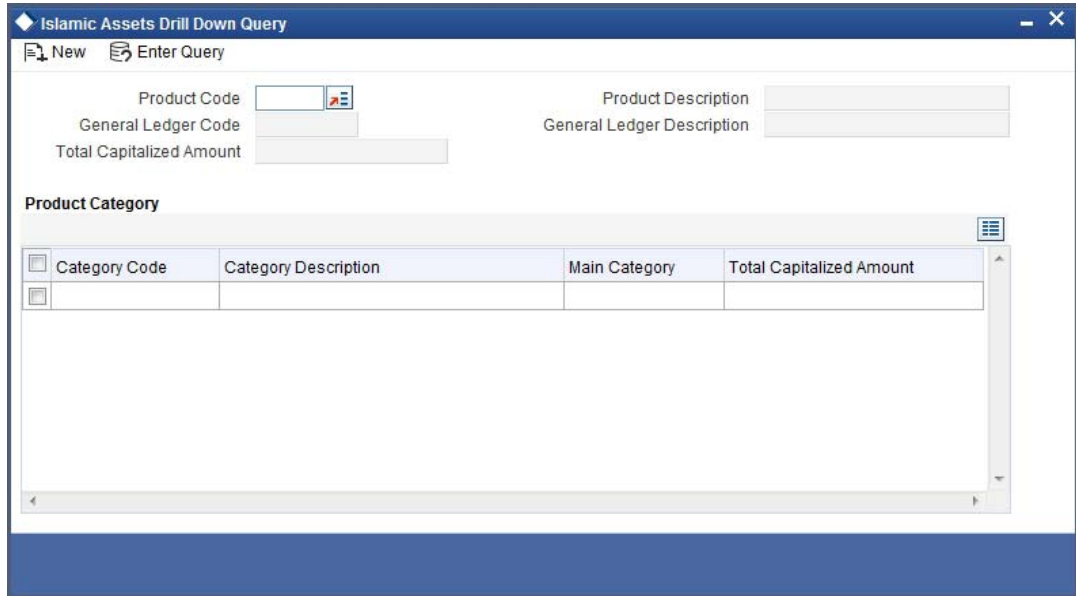 Islamic Assets Drill Down Query
New Enter Query
Product Code Product Description
General Ledger Code General Ledger Description
Total Capitalized Amount
Product Category
Category Code Category Description Main Category Total Capitalized Amount